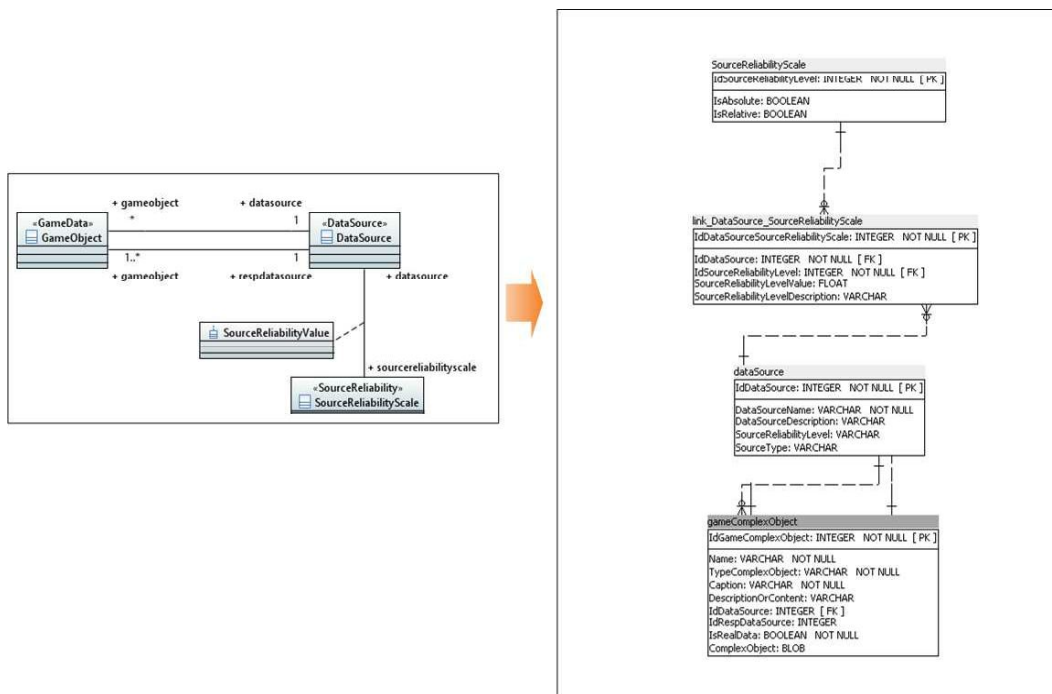 + gameobject + datasource
* 1
«GameData»
GameObject
«DataSource»
DataSource
1..* 1
+ gameobject + respdatasource + datasource
SourceReliabilityValue
+ sourcereliabilityscale
«SourceReliability»
SourceReliabilityScale
SourceReliabilityScale
IdSourceReliabilityLevel: INTEGER NOT NULL [ PK ]
IsAbsolute: BOOLEAN
IsRelative: BOOLEAN
link_DataSource_SourceReliabilityScale
IdDataSourceSourceReliabilityScale: INTEGER NOT NULL [ PK ]
IdDataSource: INTEGER NOT NULL [ FK ]
IdSourceReliabilityLevel: INTEGER NOT NULL [ FK ]
SourceReliabilityLevelValue: FLOAT
SourceReliabilityLevelDescription: VARCHAR
dataSource
IdDataSource: INTEGER NOT NULL [ PK ]
DataSourceName: VARCHAR NOT NULL
DataSourceDescription: VARCHAR
SourceReliabilityLevel: VARCHAR
SourceType: VARCHAR
gameComplexObject
IdGameComplexObject: INTEGER NOT NULL [ PK ]
Name: VARCHAR NOT NULL
TypeComplexObject: VARCHAR NOT NULL
Caption: VARCHAR NOT NULL
DescriptionOrContent: VARCHAR
IdDataSource: INTEGER [ FK ]
IdRespDataSource: INTEGER
IsRealData: BOOLEAN NOT NULL
ComplexObject: BLOB